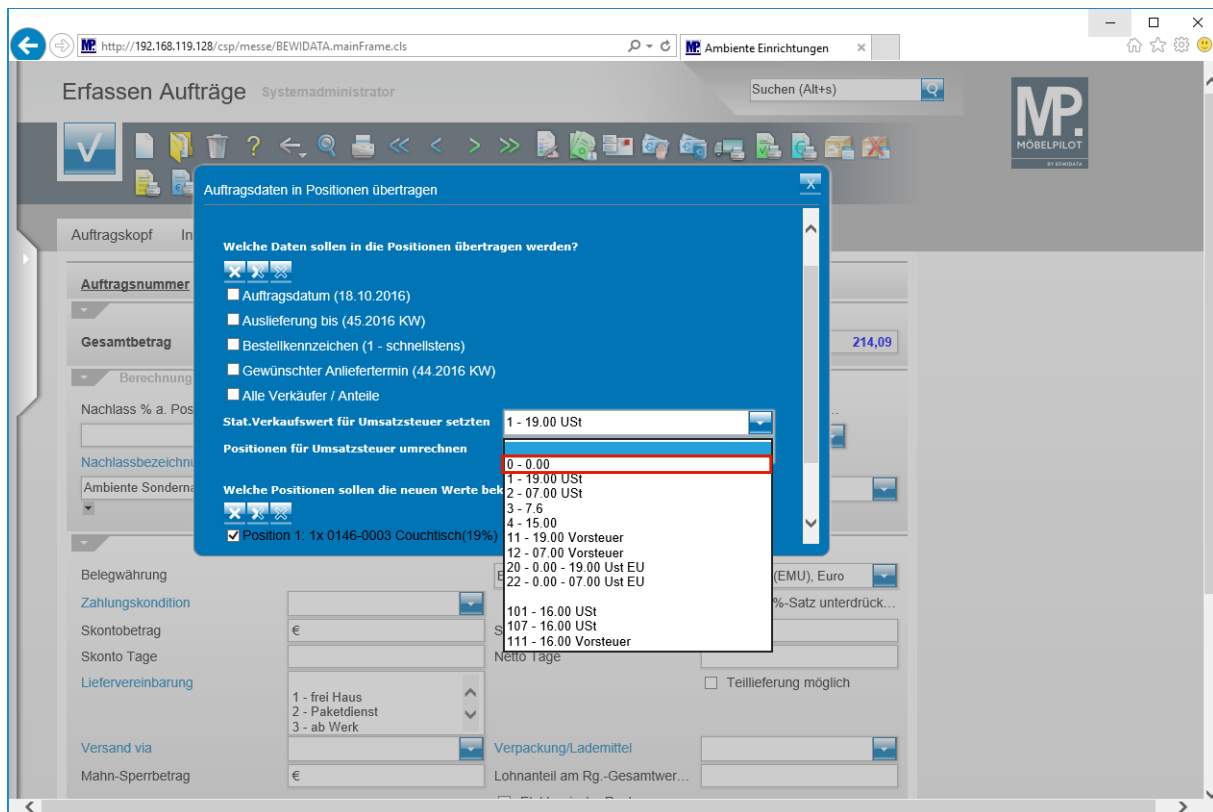 http://192.168.119.128/csp/messe/BEWIDATA.mainFrame.cls
MP. Ambiente Einrichtungen
Erfassen Aufträge Systemadministrator
Suchen (Alt+s)
MP.
MÖBELPILOT
BY BEWIDATA
Auftragsdaten in Positionen übertragen
X
Auftragskopf In
Welche Daten sollen in die Positionen übertragen werden?
Auftragsnummer
Auftragsdatum (18.10.2016)
Auslieferung bis (45.2016 KW)
Gesamtbetrag
Bestellkennzeichen (1 - schnellstens)
214,09
Gewünschter Anliefertermin (44.2016 KW)
Berechnung
Alle Verkäufer / Anteile
Nachlass % a. Pos
Stat.Verkaufswert für Umsatzsteuer setzten 1 - 19.00 USt
Positionen für Umsatzsteuer umrechnen
Nachlassbezeichnu
0 - 0.00
1 - 19.00 USt
Ambiente Sonderna
Welche Positionen sollen die neuen Werte bek
2 - 07.00 USt
3 - 7.6
4 - 15.00
Position 1: 1x 0146-0003 Couchtisch(19%)
11 - 19.00 Vorsteuer
12 - 07.00 Vorsteuer
20 - 0.00 - 19.00 Ust EU
22 - 0.00 - 07.00 Ust EU
101 - 16.00 USt
107 - 16.00 USt
111 - 16.00 Vorsteuer
Belegwährung
(EMU), Euro
Zahlungskondition
%-Satz unterdrück...
Skontobetrag €
Skonto Tage
Netto Tage
Liefervereinbarung
1 - frei Haus
2 - Paketdienst
3 - ab Werk
Teillieferung möglich
Versand via
Verpackung/Lademittel
Mahn-Sperrbetrag €
Lohnanteil am Rg.-Gesamtwer...